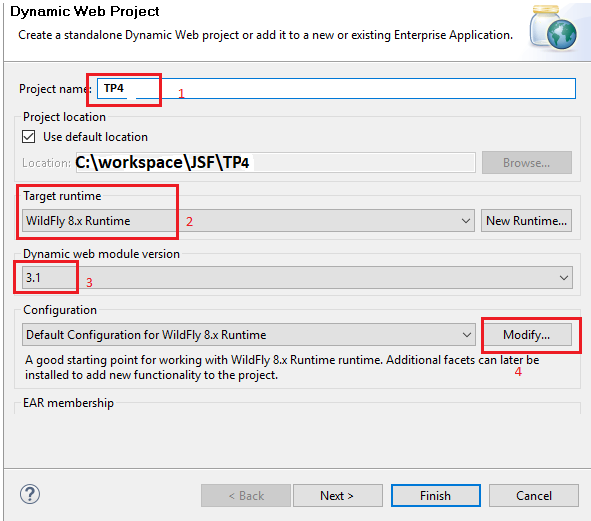 Dynamic Web Project
Create a standalone Dynamic Web project or add it to a new or existing Enterprise Application.
Project name: TP4 1
Project location
Use default location
Location: C:\workspace\JSF\TP4 Browse...
Target runtime
WildFly 8.x Runtime 2 New Runtime...
Dynamic web module version
3.1 3
Configuration
Default Configuration for WildFly 8.x Runtime Modify...
A good starting point for working with WildFly 8.x Runtime runtime. Additional facets can later be
installed to add new functionality to the project. 4
EAR membership
? < Back Next > Finish Cancel